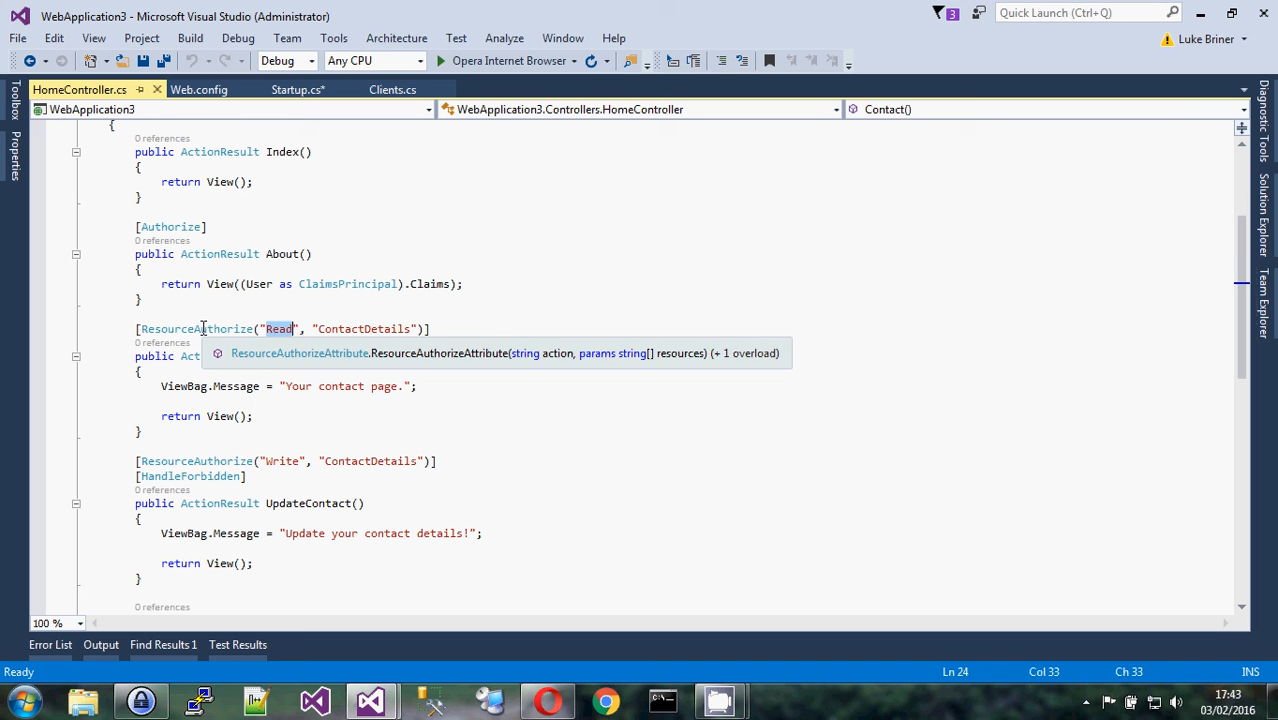 WebApplication3 - Microsoft Visual Studio (Administrator)
3
Quick Launch (Ctrl+Q)
File Edit View Project Build Debug Team Tools Architecture Test Analyze Window Help
Luke Briner
Debug Any CPU Opera Internet Browser
HomeController.cs Web.config Startup.cs* Clients.cs
WebApplication3 WebApplication3.Controllers.HomeController Contact()
Toolbox
Properties
Diagnostic Tools
Solution Explorer
Team Explorer
{
0 references
public ActionResult Index()
{
return View();
}
[Authorize]
0 references
public ActionResult About()
{
return View((User as ClaimsPrincipal).Claims);
}
[ResourceAuthorize("Read", "ContactDetails")]
0 references
public Act
ResourceAuthorizeAttribute.ResourceAuthorizeAttribute(string action, params string[] resources) (+ 1 overload)
{
ViewBag.Message = "Your contact page.";
return View();
}
[ResourceAuthorize("Write", "ContactDetails")]
[HandleForbidden]
0 references
public ActionResult UpdateContact()
{
ViewBag.Message = "Update your contact details!";
return View();
}
0 references
100 %
Error List Output Find Results 1 Test Results
Ready Ln 24 Col 33 Ch 33 INS
17:43
03/02/2016